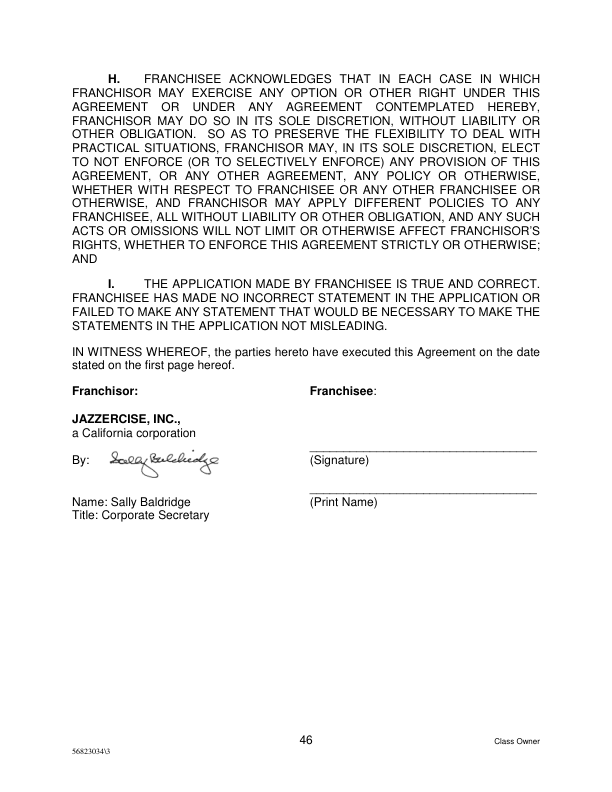 H. FRANCHISEE ACKNOWLEDGES THAT IN EACH CASE IN WHICH
FRANCHISOR MAY EXERCISE ANY OPTION OR OTHER RIGHT UNDER THIS
AGREEMENT OR UNDER ANY AGREEMENT CONTEMPLATED HEREBY,
FRANCHISOR MAY DO SO IN ITS SOLE DISCRETION, WITHOUT LIABILITY OR
OTHER OBLIGATION. SO AS TO PRESERVE THE FLEXIBILITY TO DEAL WITH
PRACTICAL SITUATIONS, FRANCHISOR MAY, IN ITS SOLE DISCRETION, ELECT
TO NOT ENFORCE (OR TO SELECTIVELY ENFORCE) ANY PROVISION OF THIS
AGREEMENT, OR ANY OTHER AGREEMENT, ANY POLICY OR OTHERWISE,
WHETHER WITH RESPECT TO FRANCHISEE OR ANY OTHER FRANCHISEE OR
OTHERWISE, AND FRANCHISOR MAY APPLY DIFFERENT POLICIES TO ANY
FRANCHISEE, ALL WITHOUT LIABILITY OR OTHER OBLIGATION, AND ANY SUCH
ACTS OR OMISSIONS WILL NOT LIMIT OR OTHERWISE AFFECT FRANCHISOR'S
RIGHTS, WHETHER TO ENFORCE THIS AGREEMENT STRICTLY OR OTHERWISE;
AND
I. THE APPLICATION MADE BY FRANCHISEE IS TRUE AND CORRECT.
FRANCHISEE HAS MADE NO INCORRECT STATEMENT IN THE APPLICATION OR
FAILED TO MAKE ANY STATEMENT THAT WOULD BE NECESSARY TO MAKE THE
STATEMENTS IN THE APPLICATION NOT MISLEADING.
IN WITNESS WHEREOF, the parties hereto have executed this Agreement on the date
stated on the first page hereof.
Franchisor: Franchisee:
JAZZERCISE, INC.,
a California corporation
By: Sally Baldridge (Signature)
Name: Sally Baldridge (Print Name)
Title: Corporate Secretary
46 Class Owner
56823034\3